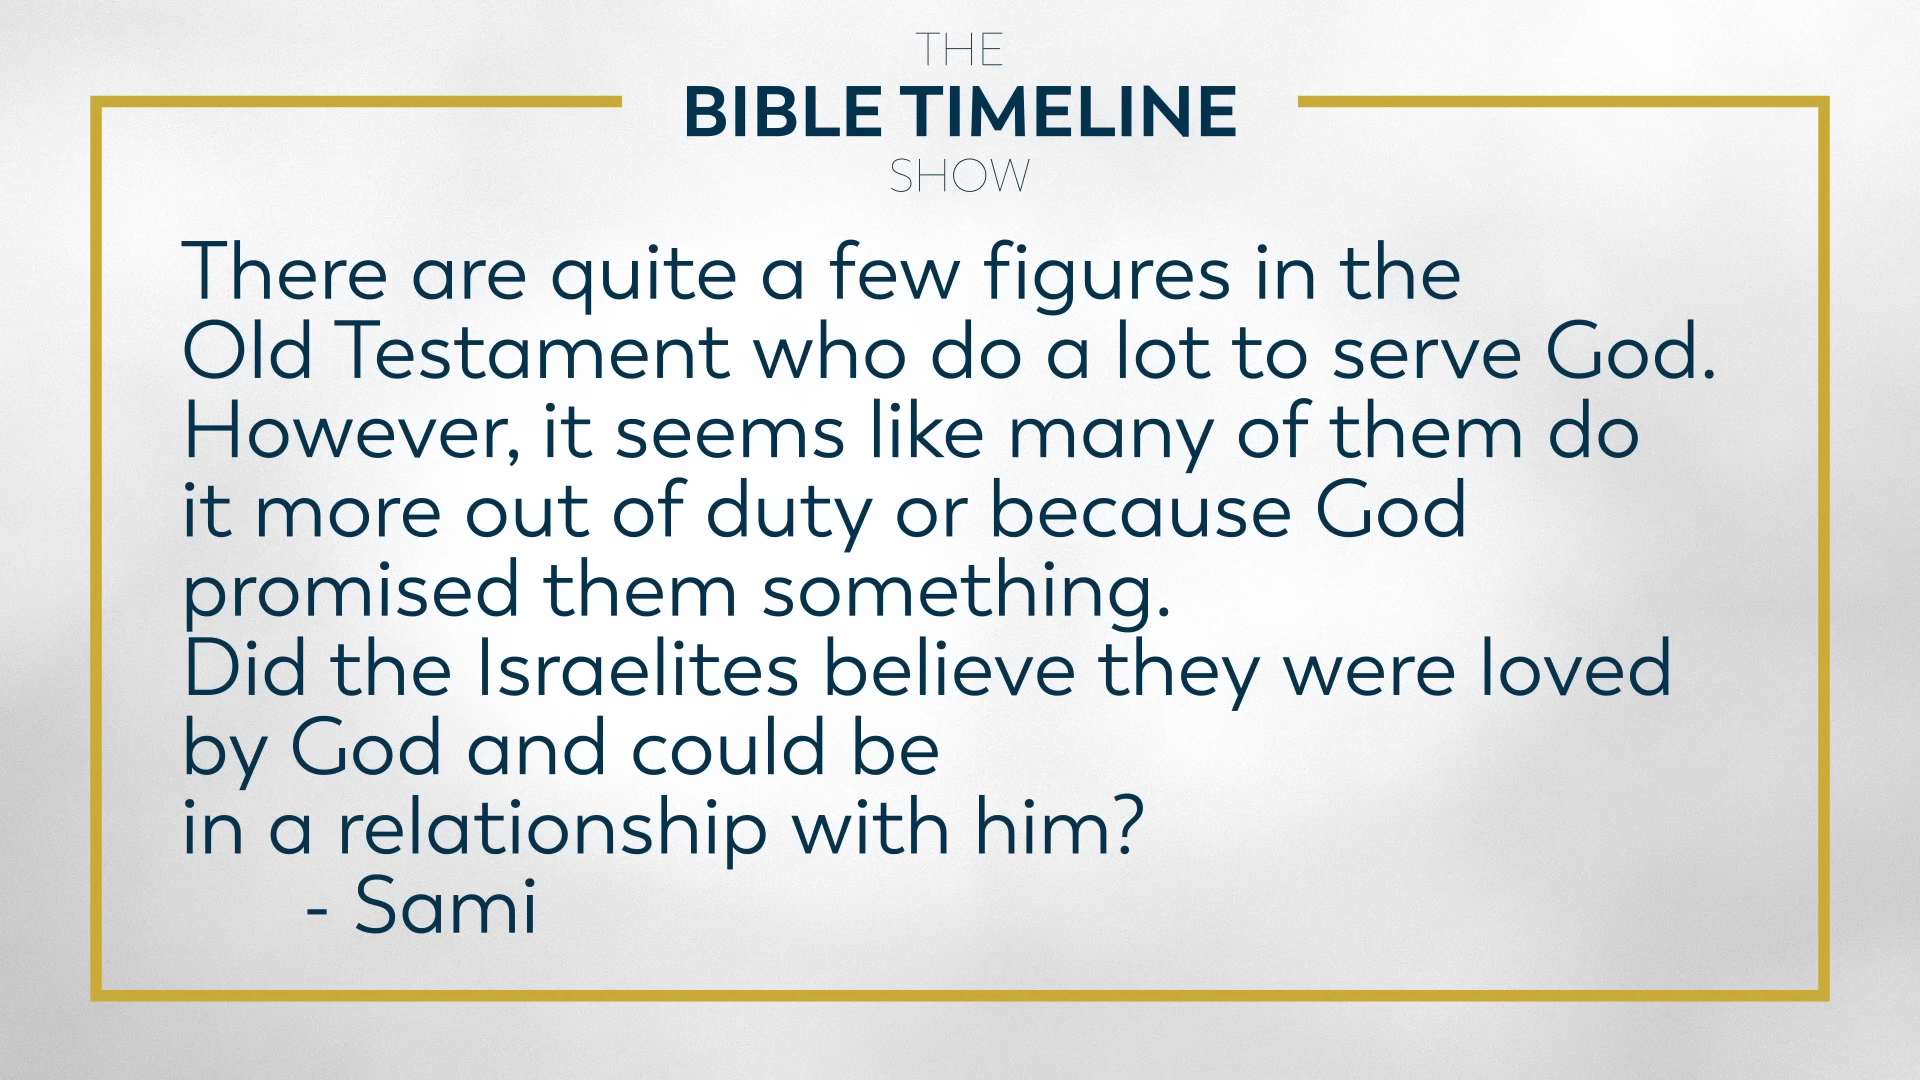 THE
BIBLE TIMELINE
SHOW
There are quite a few figures in the
Old Testament who do a lot to serve God.
However, it seems like many of them do
it more out of duty or because God
promised them something.
Did the Israelites believe they were loved
by God and could be
in a relationship with him?
- Sami